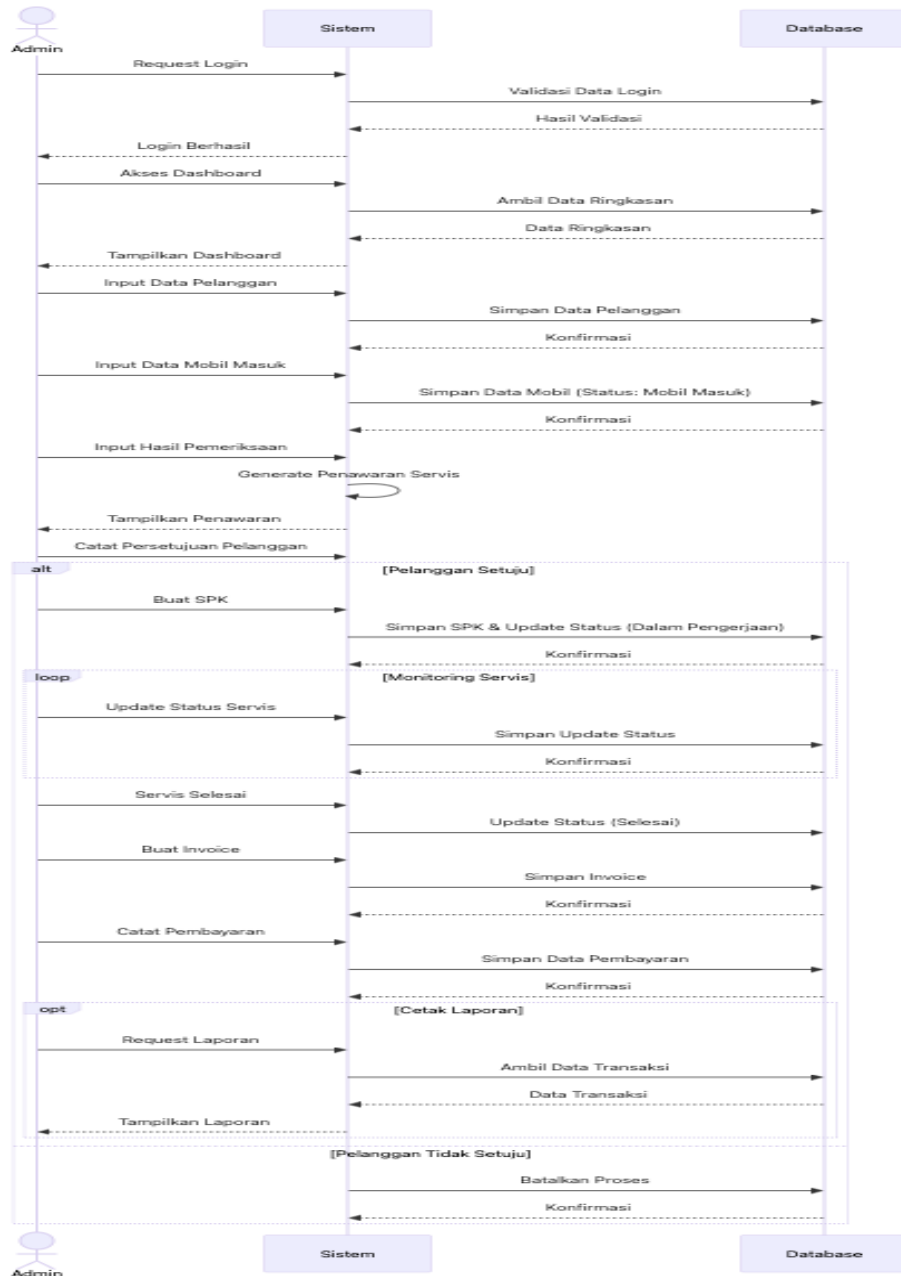 Sistem
Database
Admin
Request Login
Validasi Data Login
Hasil Validasi
Login Berhasil
Akses Dashboard
Ambil Data Ringkasan
Data Ringkasan
Tampilkan Dashboard
Input Data Pelanggan
Simpan Data Pelanggan
Konfirmasi
Input Data Mobil Masuk
Simpan Data Mobil (Status: Mobil Masuk)
Konfirmasi
Input Hasil Pemeriksaan
Generate Penawaran Servis
Tampilkan Penawaran
Catat Persetujuan Pelanggan
alt
[Pelanggan Setuju]
Buat SPK
Simpan SPK & Update Status (Dalam Pengerjaan)
Konfirmasi
loop
[Monitoring Servis]
Update Status Servis
Simpan Update Status
Konfirmasi
Servis Selesai
Update Status (Selesai)
Buat Invoice
Simpan Invoice
Konfirmasi
Catat Pembayaran
Simpan Data Pembayaran
Konfirmasi
opt
[Cetak Laporan]
Request Laporan
Ambil Data Transaksi
Data Transaksi
Tampilkan Laporan
[Pelanggan Tidak Setuju]
Batalkan Proses
Konfirmasi
Sistem
Database
Admin